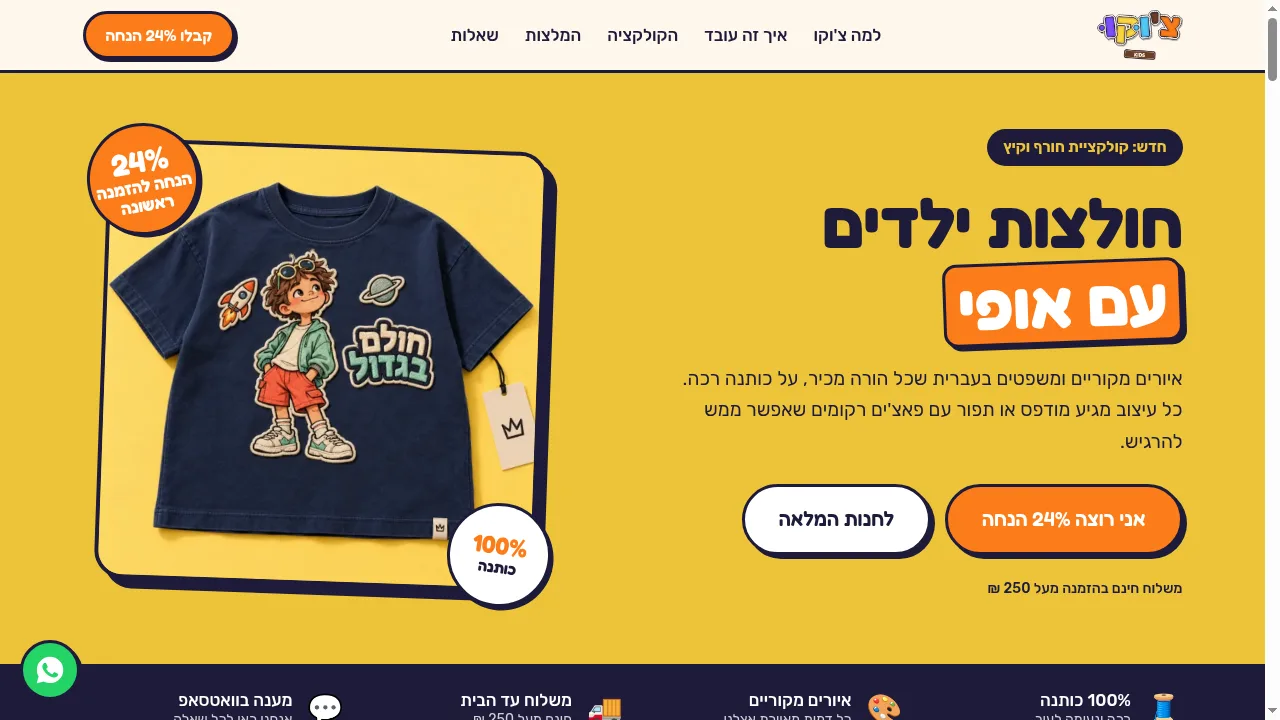 צ'וקו
KIDS
למה צ'וקו
איך זה עובד
הקולקציה
המלצות
שאלות
קבלו 24% הנחה
חדש: קולקציית חורף וקיץ
חולצות ילדים
עם אופי
איורים מקוריים ומשפטים בעברית שכל הורה מכיר, על כותנה רכה.
כל עיצוב מגיע מודפס או תפור עם פאצ'ים רקומים שאפשר ממש
להרגיש.
אני רוצה 24% הנחה
לחנות המלאה
משלוח חינם בהזמנה מעל 250 ₪
24%
הנחה להזמנה
ראשונה
חולם
בגדול
100%
כותנה
100% כותנה
איורים מקוריים
משלוח עד הבית
חינם מעל 250 ₪
מענה בוואטסאפ